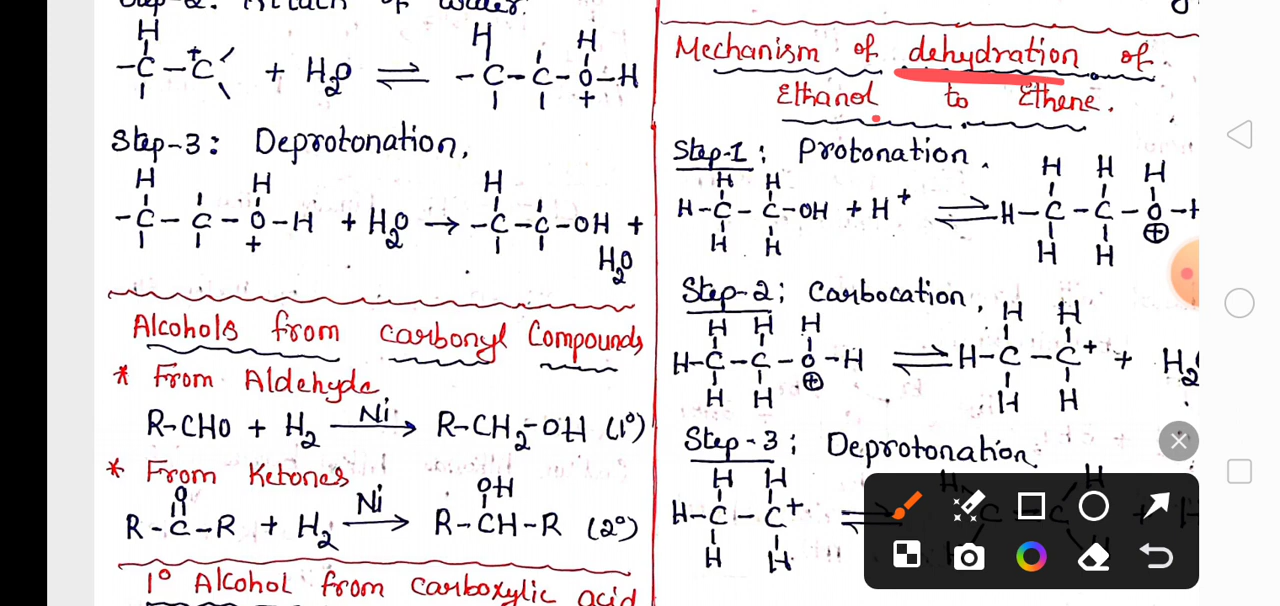 Step-2: Attack of water.
H
-C-C+ + H2O ⇌ -C-C-O-H
H H
+
Step-3: Deprotonation,
H H H
-C-C-O-H + H2O → -C-C-OH +
+
H2O
Alcohols from carbonyl Compounds
* From Aldehyde
R-CHO + H2 Ni→ R-CH2-OH (1°)
* From Ketones
O OH
R-C-R + H2 Ni→ R-CH-R (2°)
1° Alcohol from carboxylic acid
Mechanism of dehydration of
Ethanol to Ethene.
Step-1: Protonation.
H H H H H
H-C-C-OH + H+ ⇌ H-C-C-O-H
H H H H ⊕
Step-2; Carbocation,
H H H H H
H-C-C-O-H ⇌ H-C-C+ + H2
H H ⊕ H H
Step-3; Deprotonation.
H H H
H-C-C+ ⇌ C C +
H H